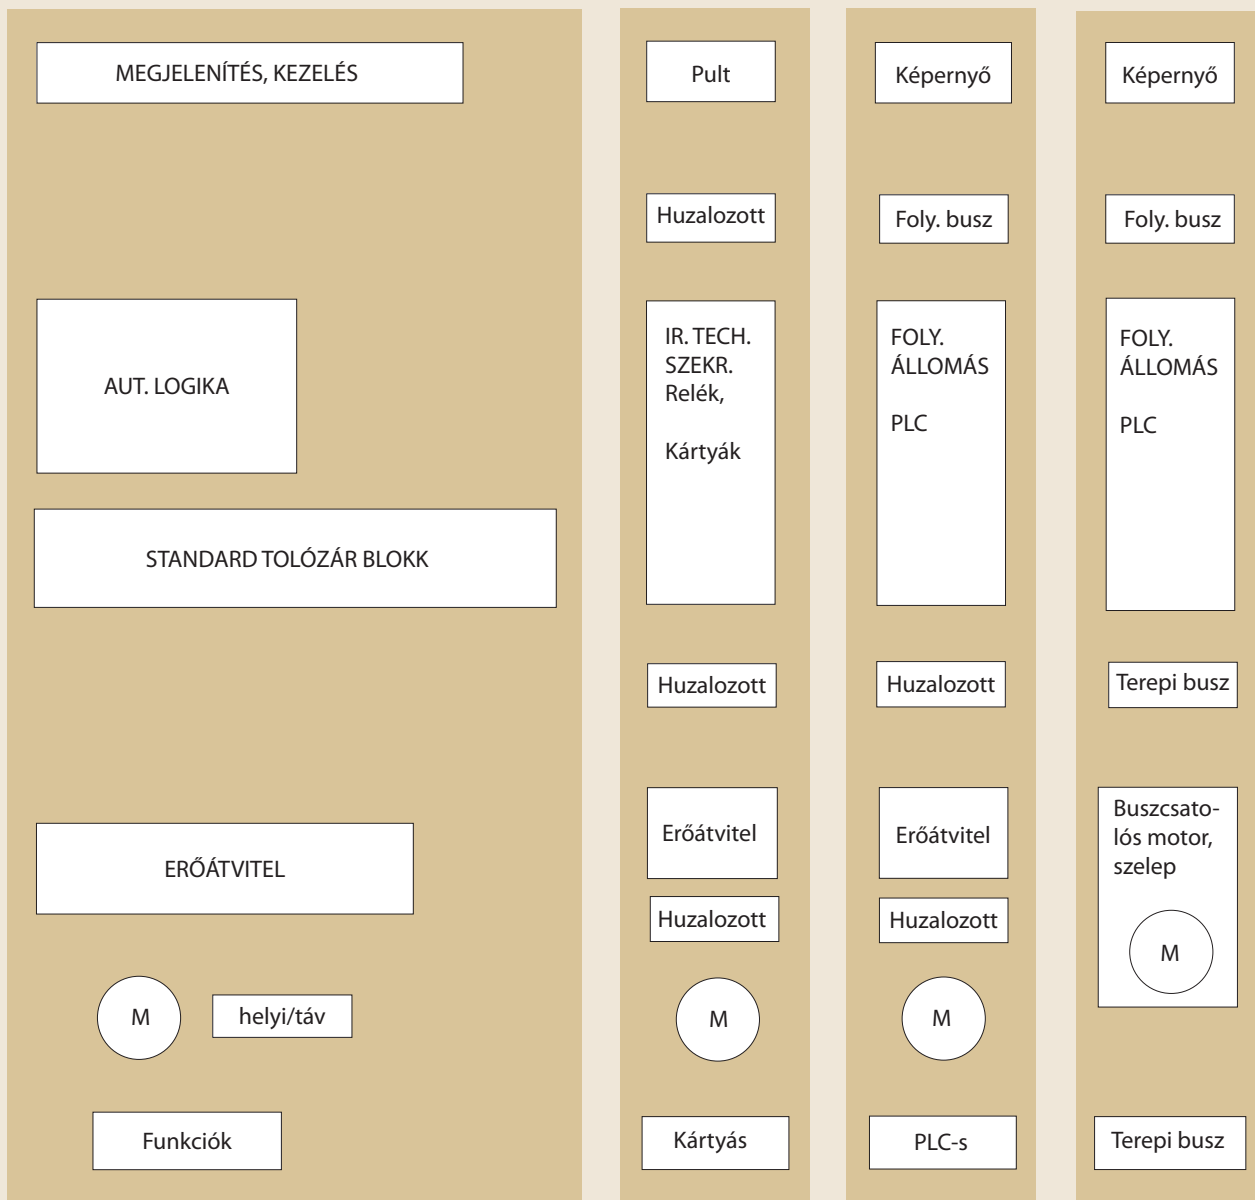 MEGJELENÍTÉS, KEZELÉS
AUT. LOGIKA
STANDARD TOLÓZÁR BLOKK
ERŐÁTVITEL
M
helyi/táv
Funkciók
Pult
Huzalozott
IR. TECH.
SZEKR.
Relék,
Kártyák
Huzalozott
Erőátvitel
Huzalozott
M
Kártyás
Képernyő
Foly. busz
FOLY.
ÁLLOMÁS
PLC
Huzalozott
Erőátvitel
Huzalozott
M
PLC-s
Képernyő
Foly. busz
FOLY.
ÁLLOMÁS
PLC
Terepi busz
Buszcsato-
lós motor,
szelep
M
Terepi busz